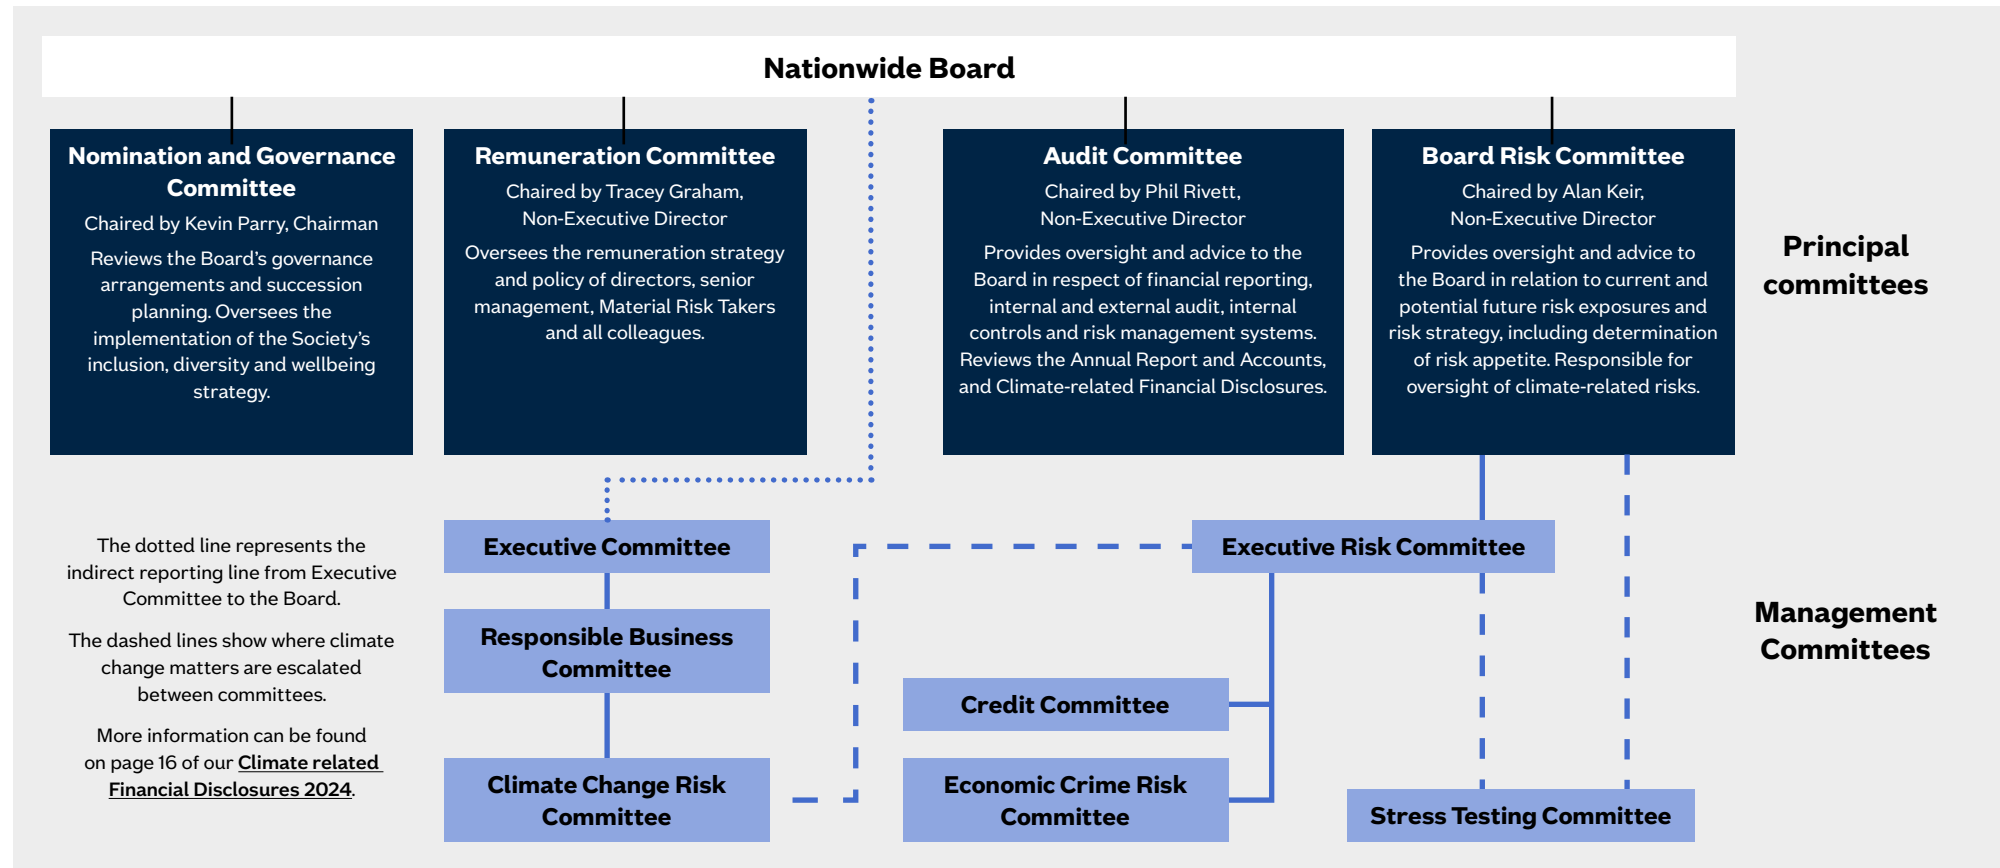 Nationwide Board
Nomination and Governance
Committee
Chaired by Kevin Parry, Chairman
Reviews the Board’s governance
arrangements and succession
planning. Oversees the
implementation of the Society’s
inclusion, diversity and wellbeing
strategy.
Remuneration Committee
Chaired by Tracey Graham,
Non-Executive Director
Oversees the remuneration strategy
and policy of directors, senior
management, Material Risk Takers
and all colleagues.
Audit Committee
Chaired by Phil Rivett,
Non-Executive Director
Provides oversight and advice to the
Board in respect of financial reporting,
internal and external audit, internal
controls and risk management systems.
Reviews the Annual Report and Accounts,
and Climate-related Financial Disclosures.
Board Risk Committee
Chaired by Alan Keir,
Non-Executive Director
Provides oversight and advice to
the Board in relation to current and
potential future risk exposures and
risk strategy, including determination
of risk appetite. Responsible for
oversight of climate-related risks.
Principal
committees
The dotted line represents the
indirect reporting line from Executive
Committee to the Board.
The dashed lines show where climate
change matters are escalated
between committees.
More information can be found
on page 16 of our Climate related
Financial Disclosures 2024.
Executive Committee
Responsible Business
Committee
Climate Change Risk
Committee
Executive Risk Committee
Credit Committee
Economic Crime Risk
Committee
Stress Testing Committee
Management
Committees